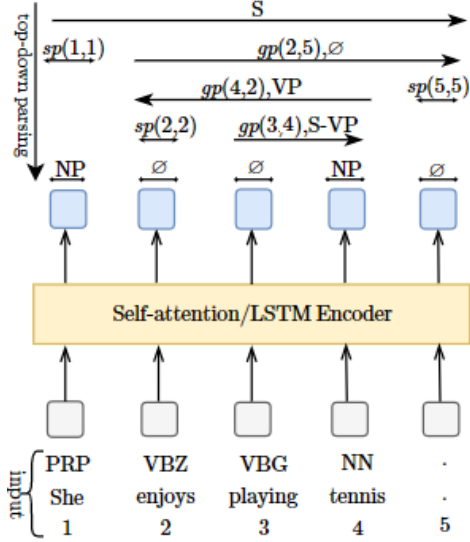 S
sp(1,1) gp(2,5),∅
gp(4,2),VP sp(5,5)
sp(2,2) gp(3,4),S-VP
NP ∅ ∅ NP ∅
top-down parsing
Self-attention/LSTM Encoder
PRP VBZ VBG NN .
She enjoys playing tennis .
1 2 3 4 5
input